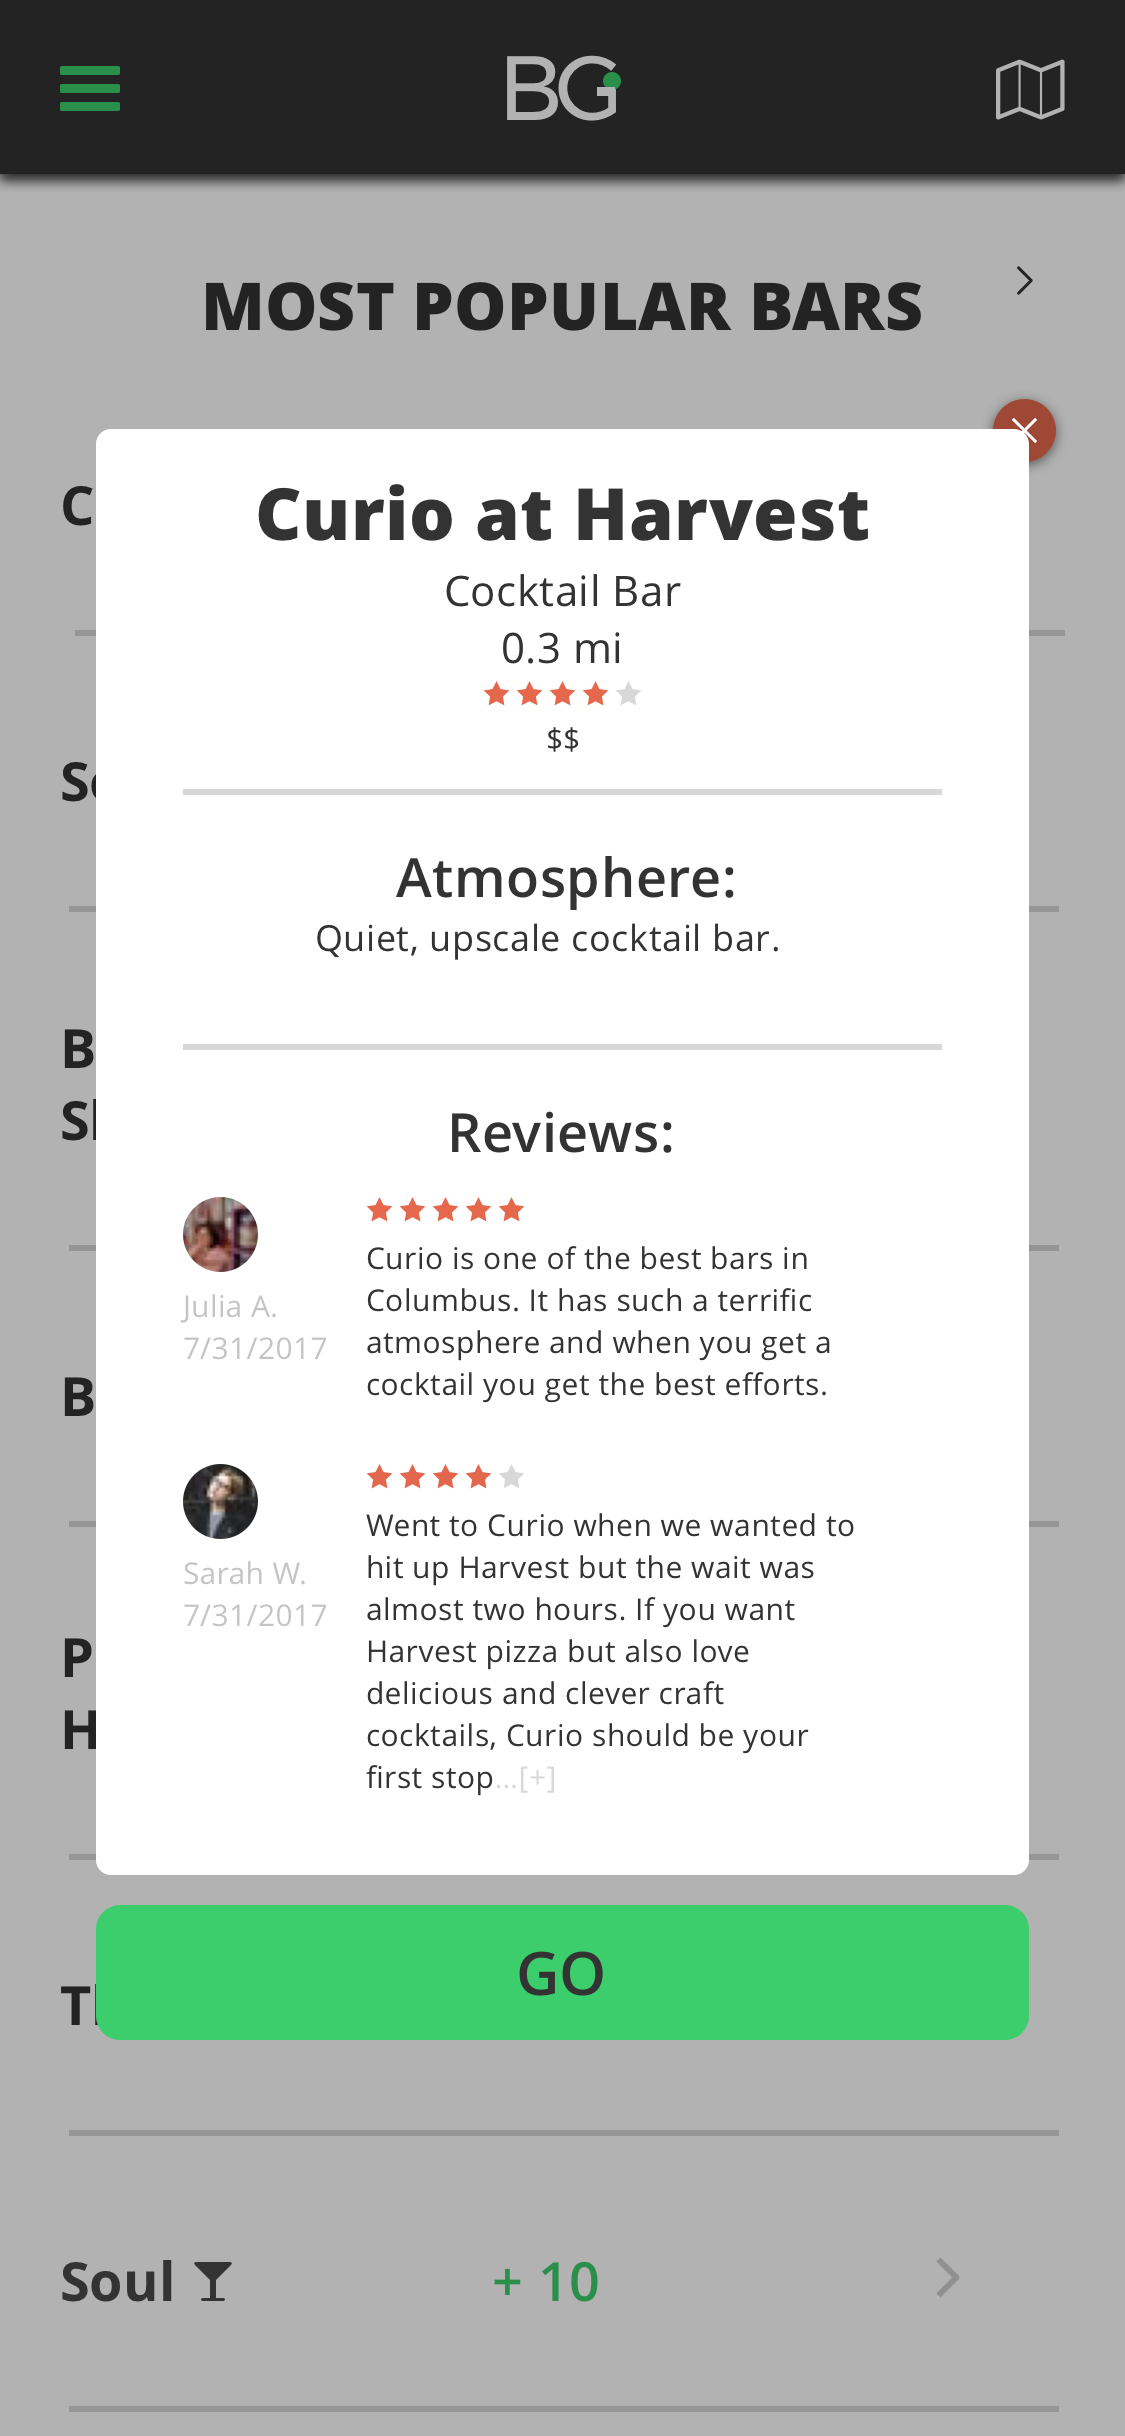 BG
MOST POPULAR BARS
Curio at Harvest
Cocktail Bar
0.3 mi
$$
Atmosphere:
Quiet, upscale cocktail bar.
Reviews:
Curio is one of the best bars in
Columbus. It has such a terrific
atmosphere and when you get a
cocktail you get the best efforts.
Julia A.
7/31/2017
Went to Curio when we wanted to
hit up Harvest but the wait was
almost two hours. If you want
Harvest pizza but also love
delicious and clever craft
cocktails, Curio should be your
first stop...[+]
Sarah W.
7/31/2017
GO
Soul + 10